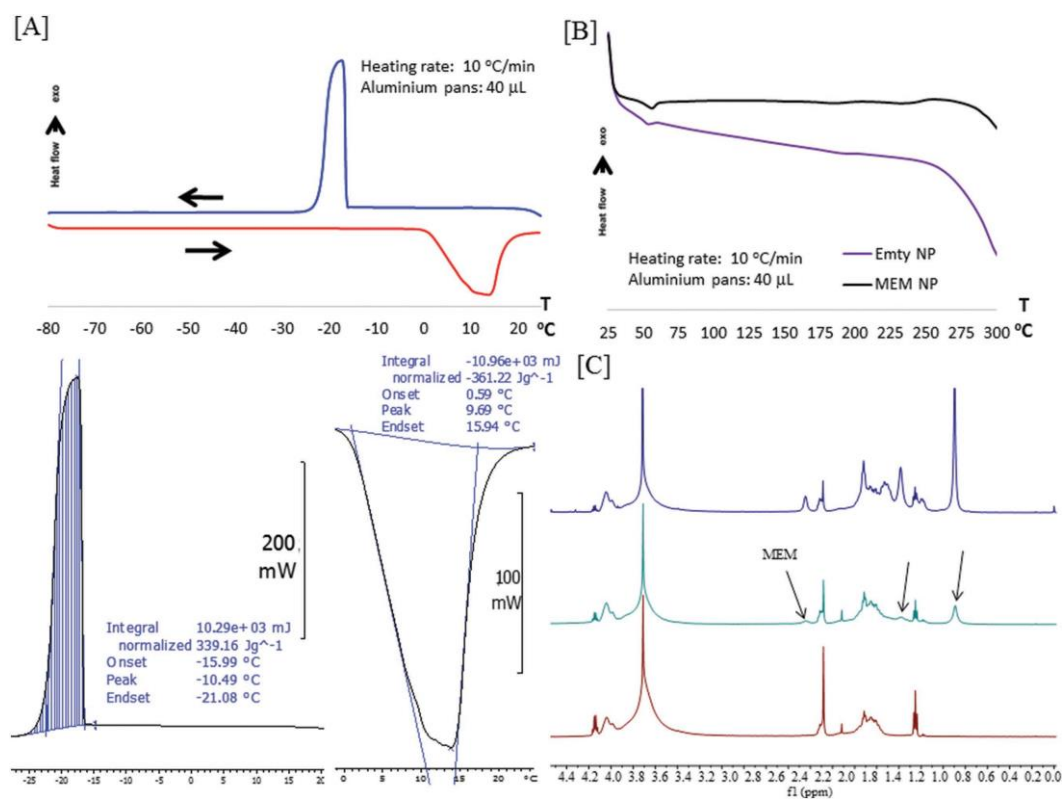 [A]
Heating rate: 10 °C/min
Aluminium pans: 40 µL
Heat flow exo
T
-80 -70 -60 -50 -40 -30 -20 -10 0 10 20 °C
[B]
Heat flow exo
Heating rate: 10 °C/min
Aluminium pans: 40 µL
Emty NP
MEM NP
T
25 50 75 100 125 150 175 200 225 250 275 300 °C
200
mW
Integral 10.29e+03 mJ
normalized 339.16 Jg^-1
Onset -15.99 °C
Peak -10.49 °C
Endset -21.08 °C
-25 -20 -15 -10 -5 0 5 10 15 20
Integral -10.96e+03 mJ
normalized -361.22 Jg^-1
Onset 0.59 °C
Peak 9.69 °C
Endset 15.94 °C
100
mW
0 5 10 15 20 °C
[C]
MEM
4.4 4.2 4.0 3.8 3.6 3.4 3.2 3.0 2.8 2.6 2.4 2.2 2.0 1.8 1.6 1.4 1.2 1.0 0.8 0.6 0.4 0.2 0.0
f1 (ppm)